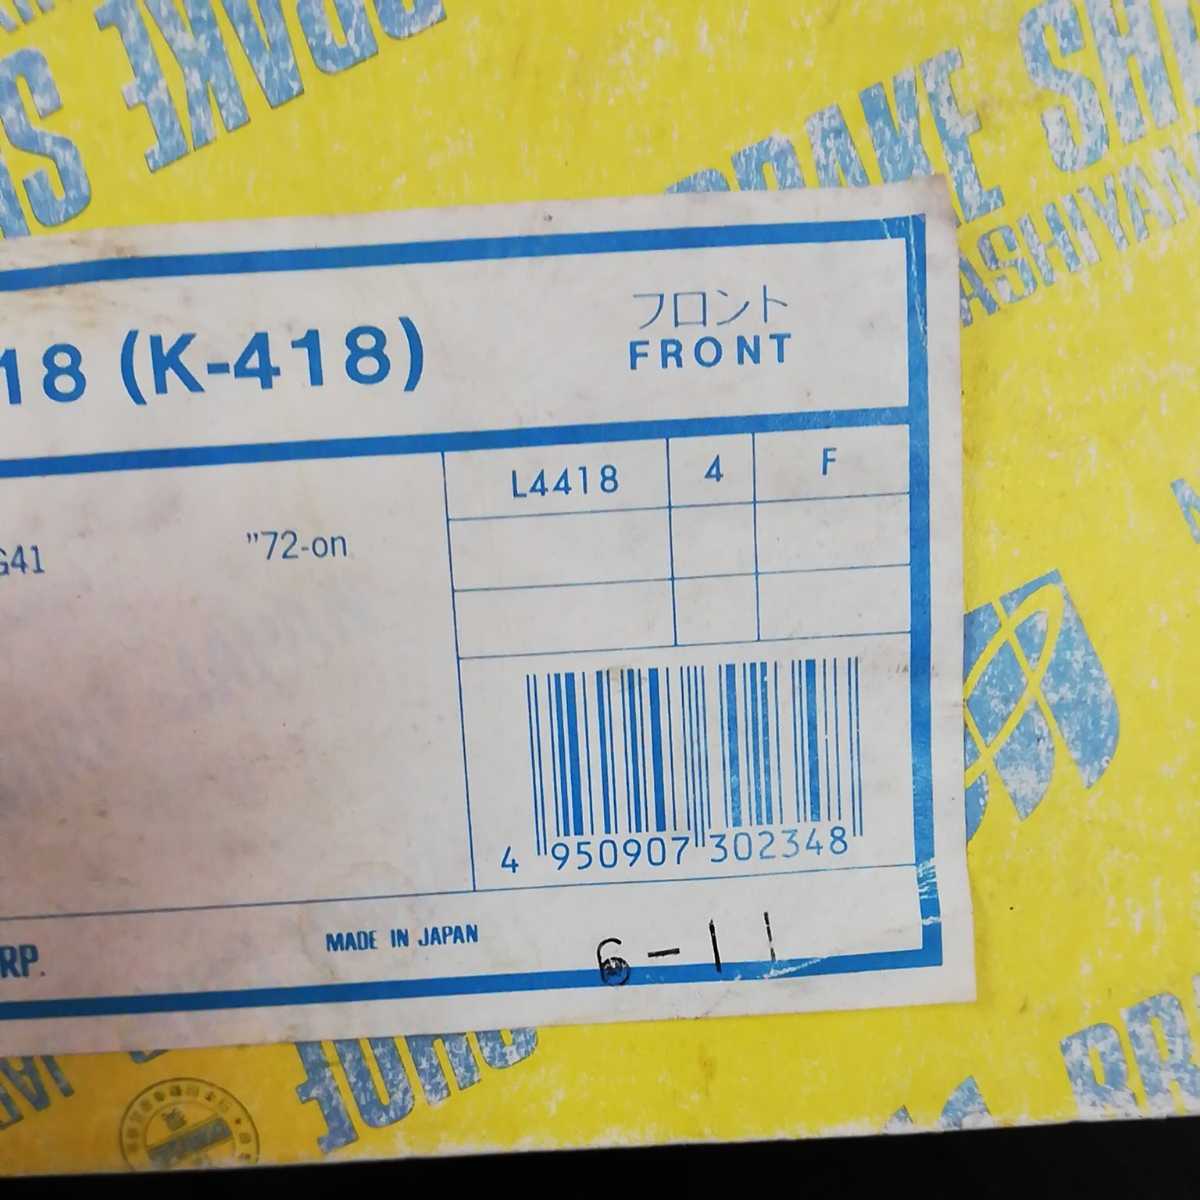 BRAKE SH
ASHIYAM
18 (K-418)
フロント
FRONT
L4418 4 F
G41 "72-on
4 950907 302348
RP.
MADE IN JAPAN
6-11